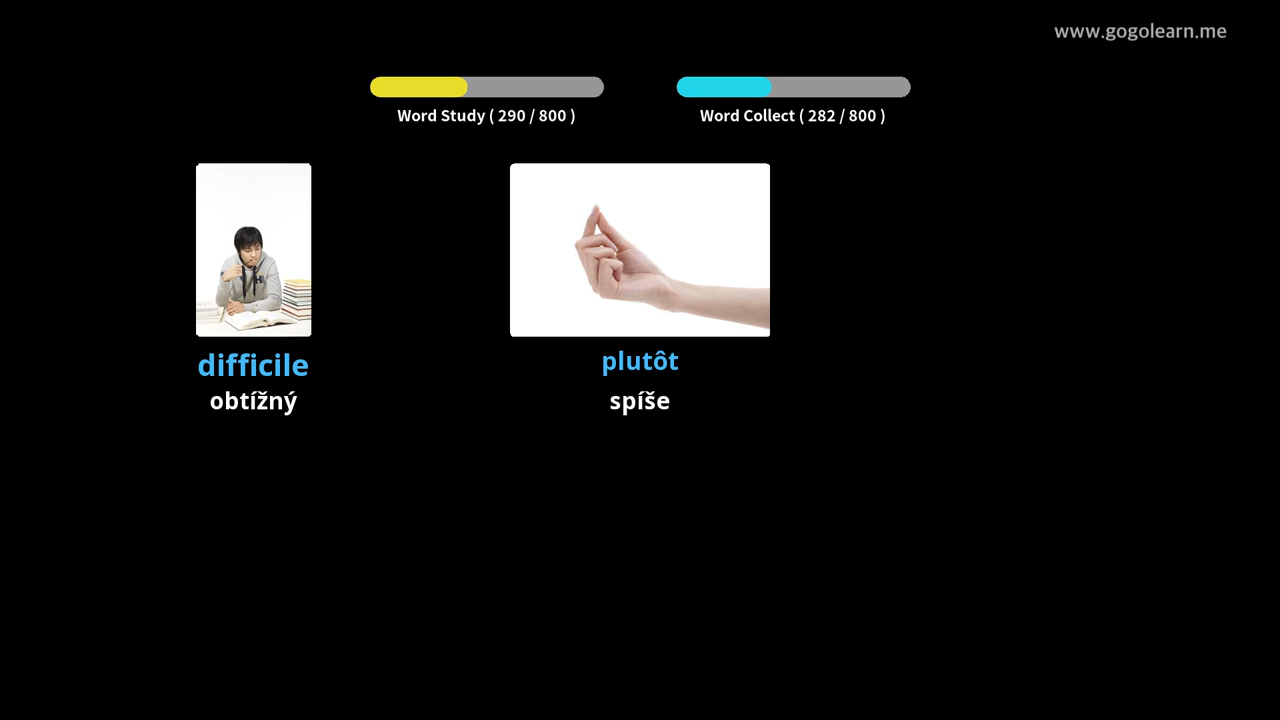 www.gogolearn.me
Word Study ( 290 / 800 )
Word Collect ( 282 / 800 )
difficile
obtížný
plutôt
spíše